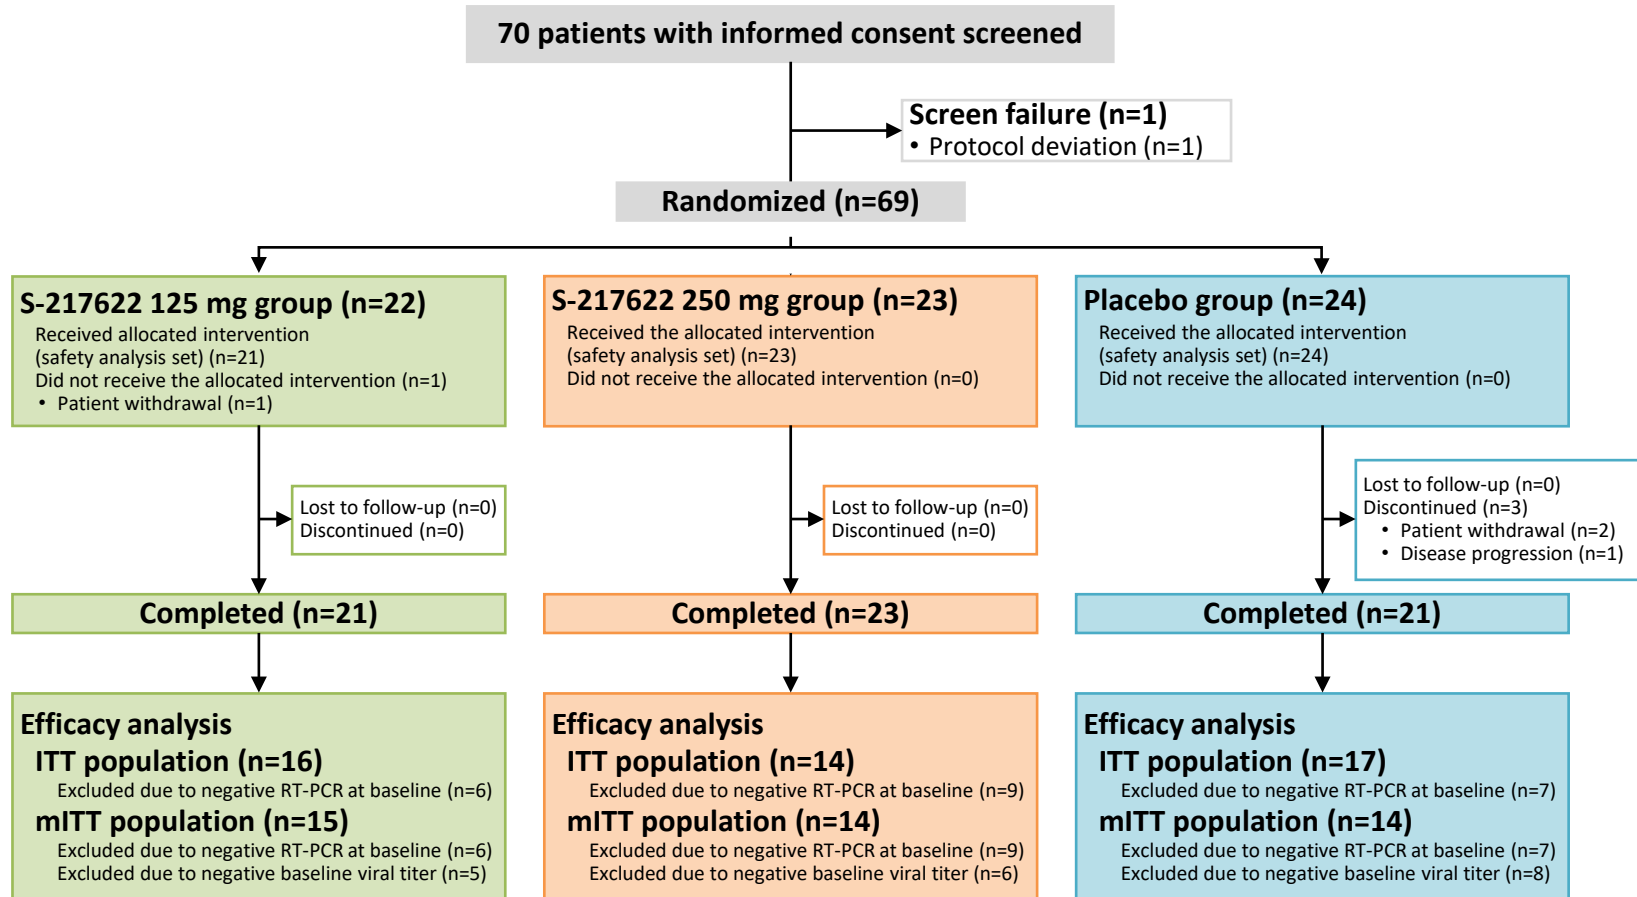 70 patients with informed consent screened
Screen failure (n=1)
• Protocol deviation (n=1)
Randomized (n=69)
S-217622 125 mg group (n=22)
Received allocated intervention
(safety analysis set) (n=21)
Did not receive the allocated intervention (n=1)
• Patient withdrawal (n=1)
S-217622 250 mg group (n=23)
Received the allocated intervention
(safety analysis set) (n=23)
Did not receive the allocated intervention (n=0)
Placebo group (n=24)
Received the allocated intervention
(safety analysis set) (n=24)
Did not receive the allocated intervention (n=0)
Lost to follow-up (n=0)
Discontinued (n=0)
Lost to follow-up (n=0)
Discontinued (n=0)
Lost to follow-up (n=0)
Discontinued (n=3)
• Patient withdrawal (n=2)
• Disease progression (n=1)
Completed (n=21)
Completed (n=23)
Completed (n=21)
Efficacy analysis
ITT population (n=16)
Excluded due to negative RT-PCR at baseline (n=6)
mITT population (n=15)
Excluded due to negative RT-PCR at baseline (n=6)
Excluded due to negative baseline viral titer (n=5)
Efficacy analysis
ITT population (n=14)
Excluded due to negative RT-PCR at baseline (n=9)
mITT population (n=14)
Excluded due to negative RT-PCR at baseline (n=9)
Excluded due to negative baseline viral titer (n=6)
Efficacy analysis
ITT population (n=17)
Excluded due to negative RT-PCR at baseline (n=7)
mITT population (n=14)
Excluded due to negative RT-PCR at baseline (n=7)
Excluded due to negative baseline viral titer (n=8)